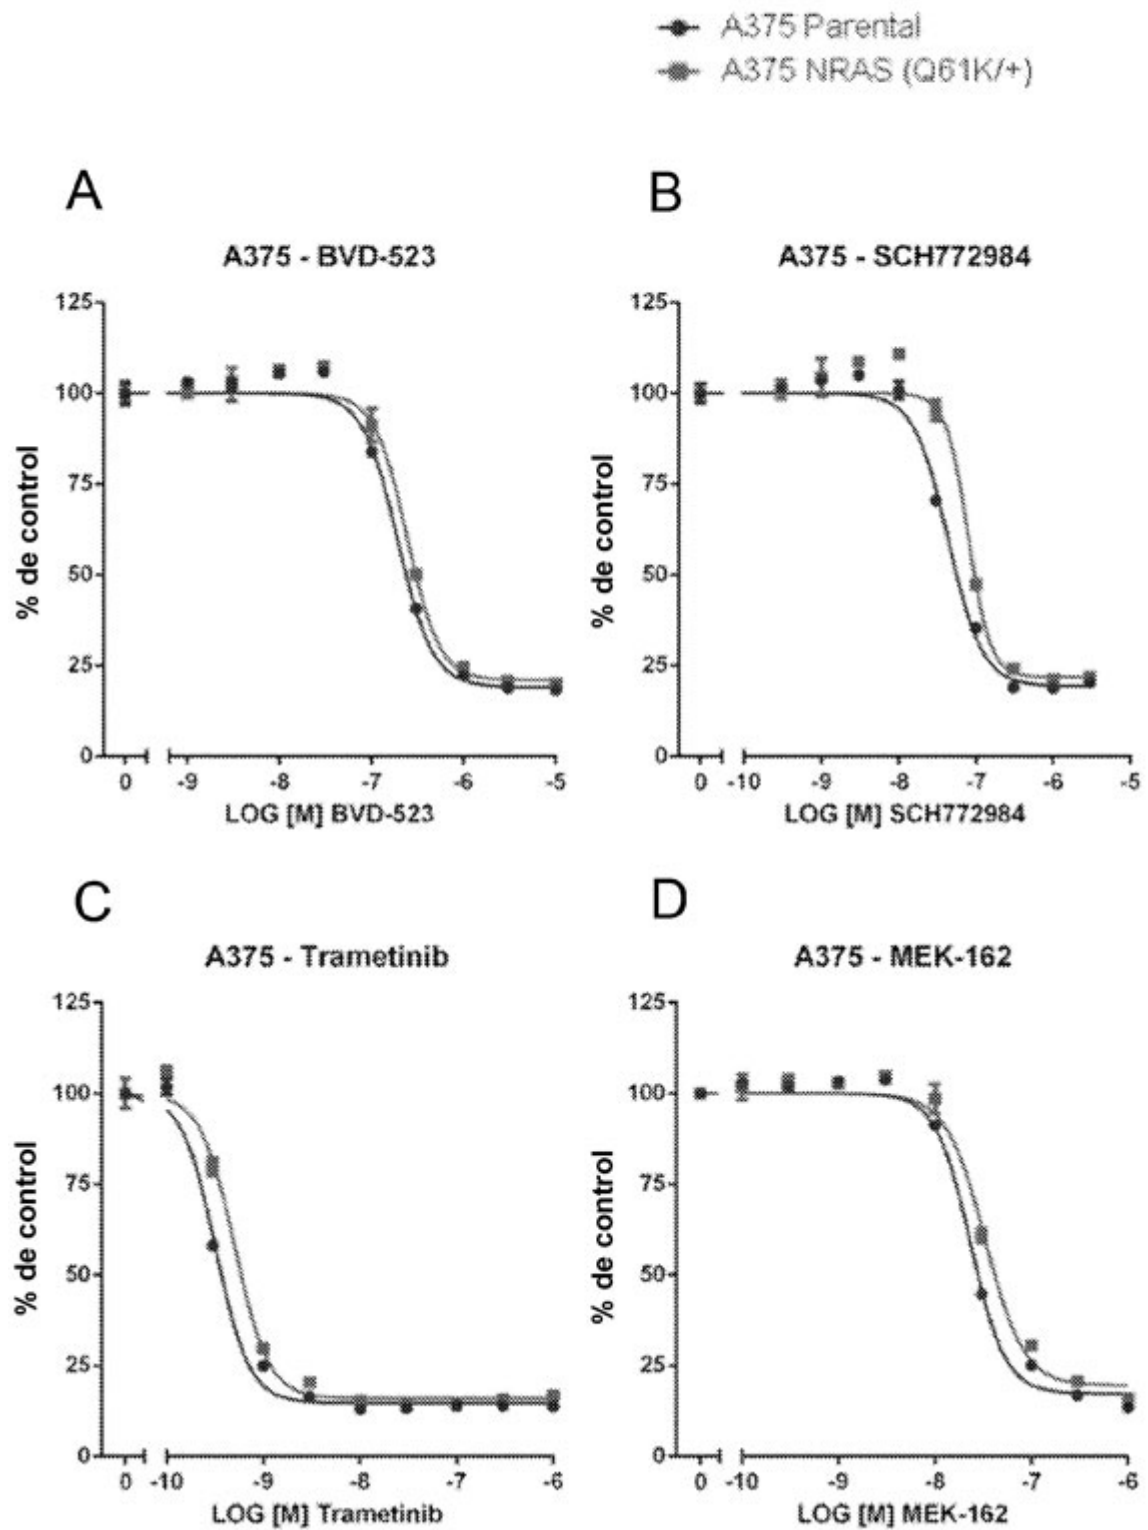 A375 Parental
A375 NRAS (Q61K/+)
A
B
A375 - BVD-523
A375 - SCH772984
125
100
75
50
25
0
% de control
0 -9 -8 -7 -6 -5
LOG [M] BVD-523
125
100
75
50
25
0
% de control
0 -10 -9 -8 -7 -6 -5
LOG [M] SCH772984
C
D
A375 - Trametinib
A375 - MEK-162
125
100
75
50
25
0
% de control
0 -10 -9 -8 -7 -6
LOG [M] Trametinib
125
100
75
50
25
0
% de control
0 -10 -9 -8 -7 -6
LOG [M] MEK-162